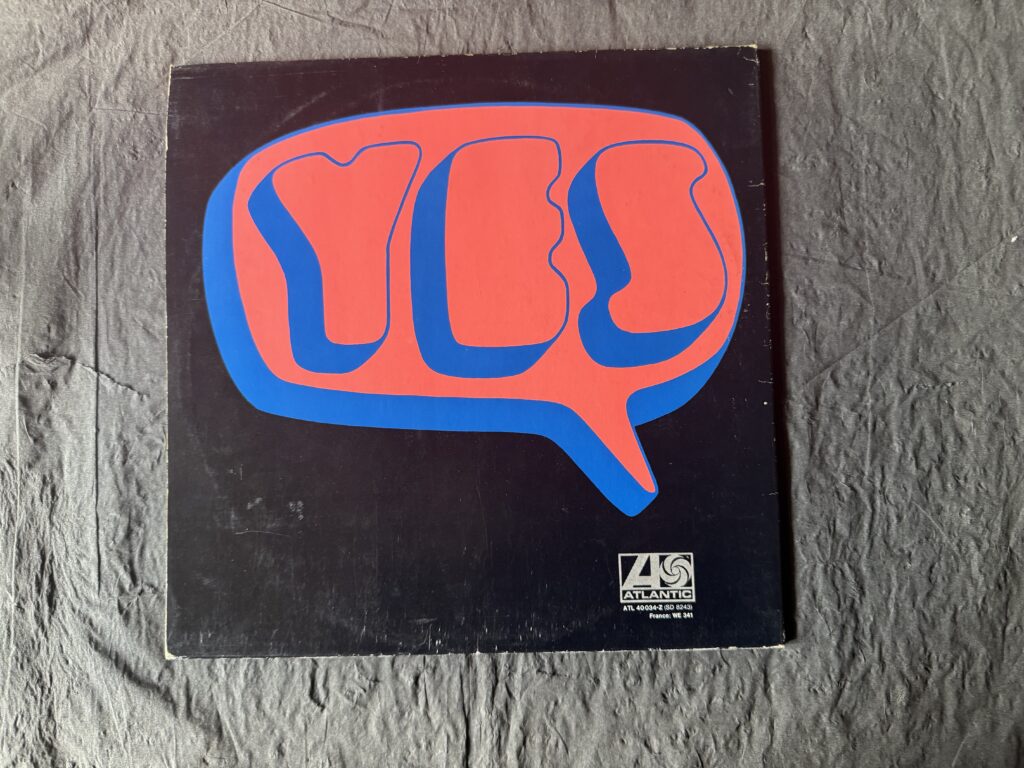 YES
ATLANTIC
ATL 40034-Z (SD 8243)
France: WE 341